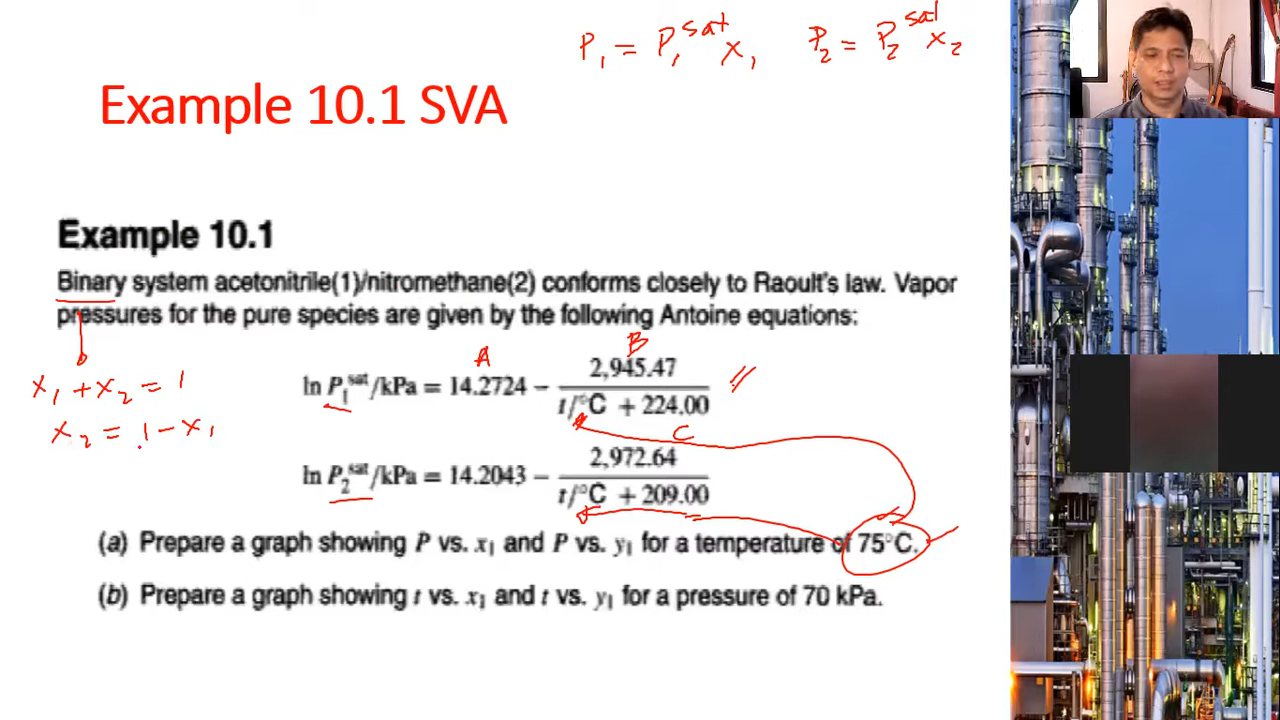 P₁ = P₁ˢᵃᵗ x₁   P₂ = P₂ˢᵃᵗ x₂
Example 10.1 SVA
Example 10.1
Binary system acetonitrile(1)/nitromethane(2) conforms closely to Raoult's law. Vapor
pressures for the pure species are given by the following Antoine equations:
A
B
ln P₁ˢᵃᵗ/kPa = 14.2724 − 2,945.47 / (t/°C + 224.00)
C
x₁ + x₂ = 1
x₂ = 1 − x₁
ln P₂ˢᵃᵗ/kPa = 14.2043 − 2,972.64 / (t/°C + 209.00)
(a) Prepare a graph showing P vs. x₁ and P vs. y₁ for a temperature of 75°C.
(b) Prepare a graph showing t vs. x₁ and t vs. y₁ for a pressure of 70 kPa.